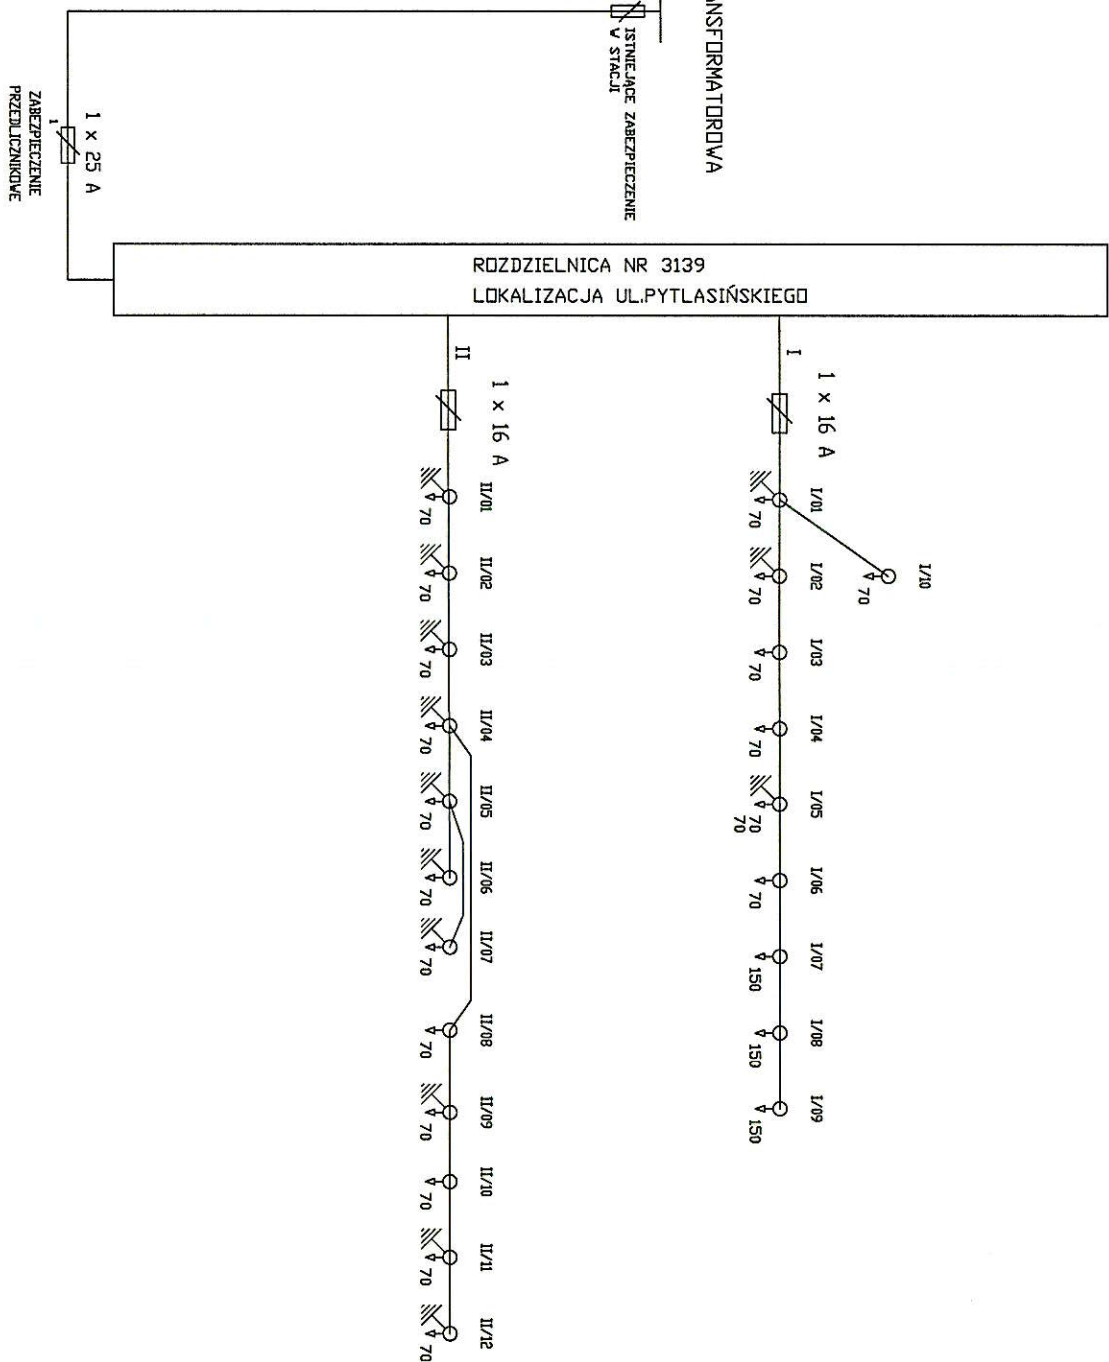 ANSFORMATOROWA
ISTNIEJĄCE ZABEZPIECZENIE
W STACJI
1 x 25 A
1
ZABEZPIECZENIE
PRZEDLICZNIKOWE
ROZDZIELNICA NR 3139
LOKALIZACJA UL.PYTLASIŃSKIEGO
I
1 x 16 A
I/10
70
I/01
70
I/02
70
I/03
70
I/04
70
I/05
70
70
I/06
70
I/07
150
I/08
150
I/09
150
II
1 x 16 A
II/01
70
II/02
70
II/03
70
II/04
70
II/05
70
II/06
70
II/07
70
II/08
70
II/09
70
II/10
70
II/11
70
II/12
70